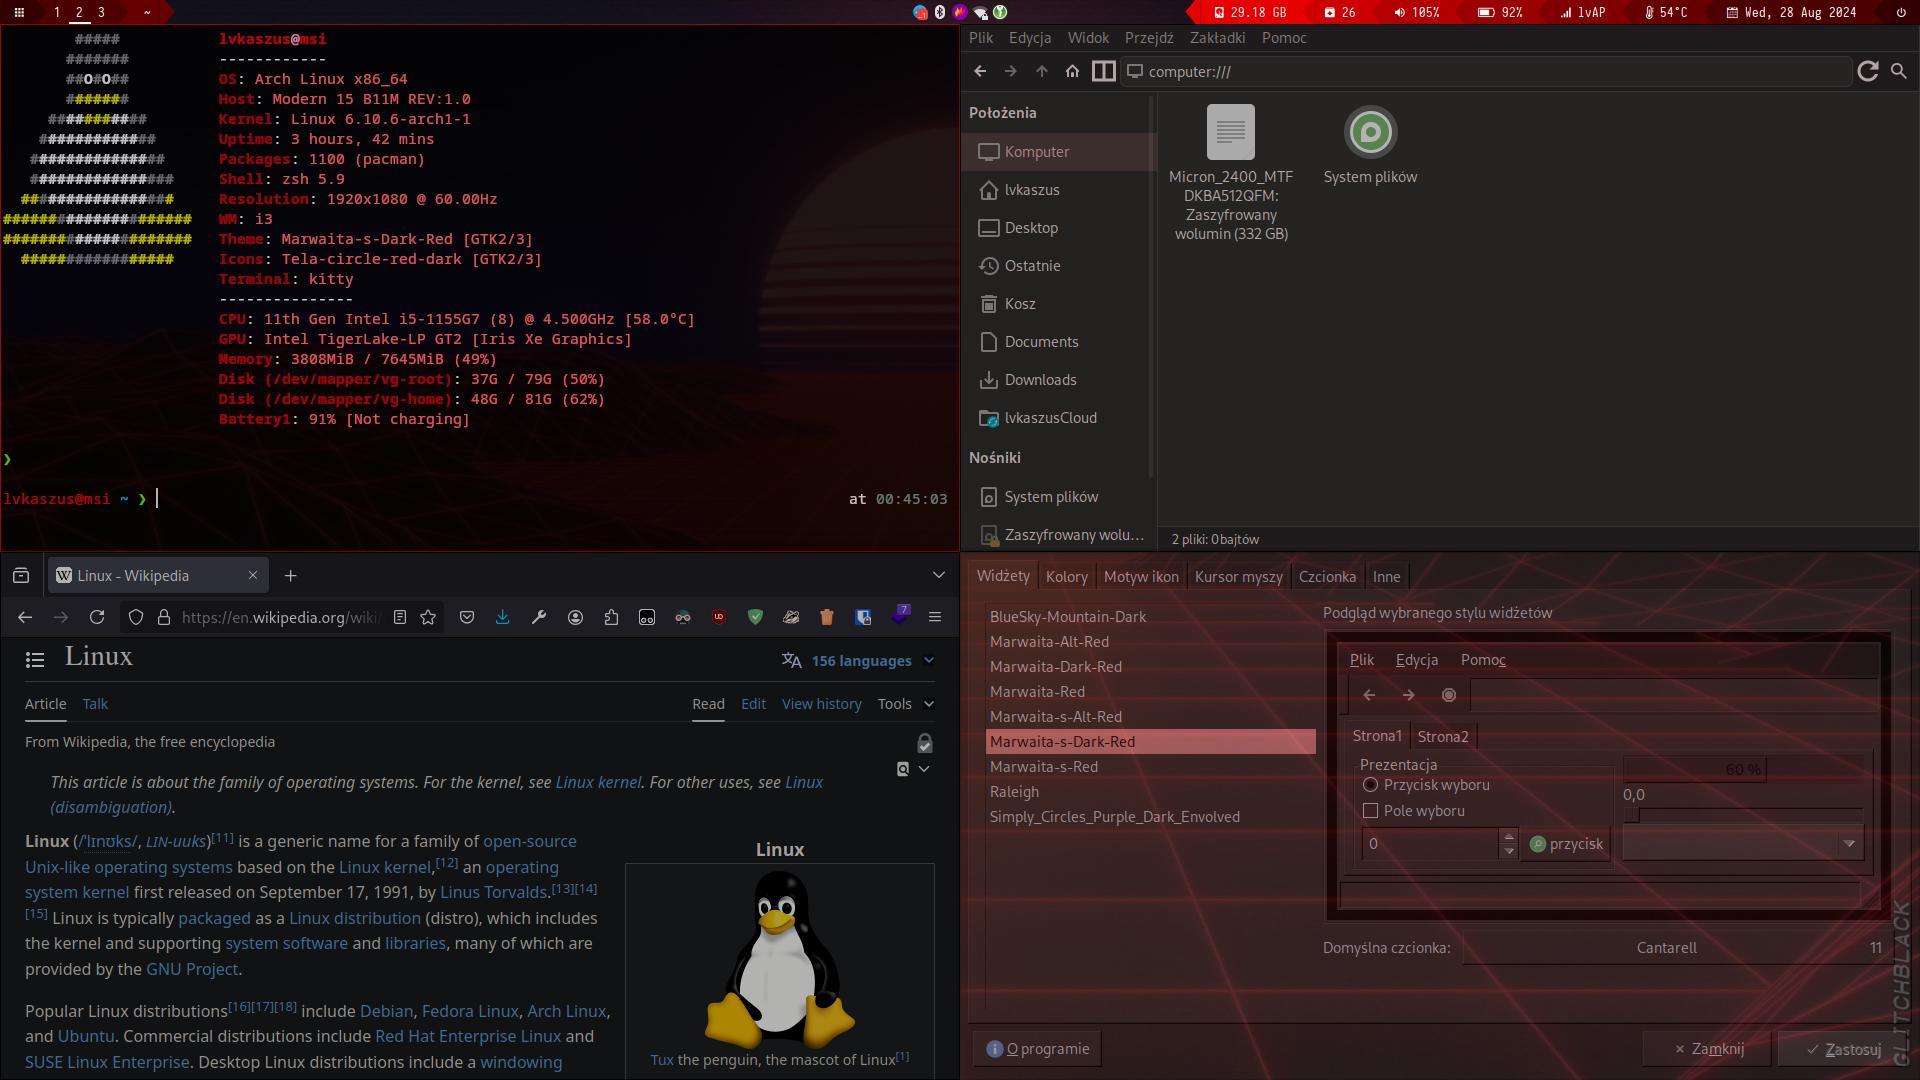 1 2 3 ~
29.18 GB 26 105% 92% lvAP 54°C Wed, 28 Aug 2024
#####
#######
##O#O##
#######
###########
#############
###############
################
#################
#####################
#####################
#################
lvkaszus@msi
------------
OS: Arch Linux x86_64
Host: Modern 15 B11M REV:1.0
Kernel: Linux 6.10.6-arch1-1
Uptime: 3 hours, 42 mins
Packages: 1100 (pacman)
Shell: zsh 5.9
Resolution: 1920x1080 @ 60.00Hz
WM: i3
Theme: Marwaita-s-Dark-Red [GTK2/3]
Icons: Tela-circle-red-dark [GTK2/3]
Terminal: kitty
---------------
CPU: 11th Gen Intel i5-1155G7 (8) @ 4.500GHz [58.0°C]
GPU: Intel TigerLake-LP GT2 [Iris Xe Graphics]
Memory: 3808MiB / 7645MiB (49%)
Disk (/dev/mapper/vg-root): 37G / 79G (50%)
Disk (/dev/mapper/vg-home): 48G / 81G (62%)
Battery1: 91% [Not charging]
❯
lvkaszus@msi ~ ❯ at 00:45:03
Plik Edycja Widok Przejdź Zakładki Pomoc
computer:///
Położenia
Komputer
lvkaszus
Desktop
Ostatnie
Kosz
Documents
Downloads
lvkaszusCloud
Nośniki
System plików
Zaszyfrowany wolu…
Micron_2400_MTF
DKBA512QFM:
Zaszyfrowany
wolumin (332 GB)
System plików
2 pliki: 0 bajtów
W Linux - Wikipedia
https://en.wikipedia.org/wiki/
7
Linux
156 languages
Article Talk Read Edit View history Tools
From Wikipedia, the free encyclopedia
This article is about the family of operating systems. For the kernel, see Linux kernel. For other uses, see Linux
(disambiguation).
Linux (/ˈlɪnʊks/, LIN-uuks)[11] is a generic name for a family of open-source
Unix-like operating systems based on the Linux kernel,[12] an operating
system kernel first released on September 17, 1991, by Linus Torvalds.[13][14]
[15] Linux is typically packaged as a Linux distribution (distro), which includes
the kernel and supporting system software and libraries, many of which are
provided by the GNU Project.
Popular Linux distributions[16][17][18] include Debian, Fedora Linux, Arch Linux,
and Ubuntu. Commercial distributions include Red Hat Enterprise Linux and
SUSE Linux Enterprise. Desktop Linux distributions include a windowing
Linux
Tux the penguin, the mascot of Linux[1]
Widżety Kolory Motyw ikon Kursor myszy Czcionka Inne
BlueSky-Mountain-Dark
Marwaita-Alt-Red
Marwaita-Dark-Red
Marwaita-Red
Marwaita-s-Alt-Red
Marwaita-s-Dark-Red
Marwaita-s-Red
Raleigh
Simply_Circles_Purple_Dark_Envolved
Podgląd wybranego stylu widżetów
Plik Edycja Pomoc
Strona1 Strona2
Prezentacja
Przycisk wyboru
Pole wyboru
0
przycisk
60 %
0,0
Domyślna czcionka: Cantarell 11
O programie
Zamknij
Zastosuj
GLITCHBLACK